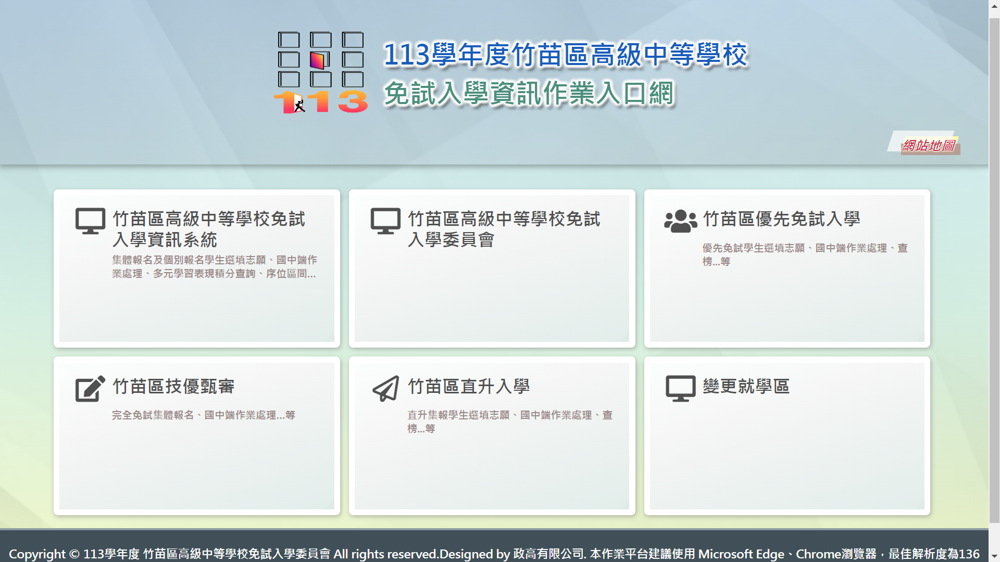 113學年度竹苗區高級中等學校
免試入學資訊作業入口網
113
網站地圖
竹苗區高級中等學校免試
入學資訊系統
集體報名及個別報名學生選填志願、國中端作
業處理、多元學習表現積分查詢、序位區間...
竹苗區高級中等學校免試
入學委員會
竹苗區優先免試入學
優先免試學生選填志願、國中端作業處理、查
榜...等
竹苗區技優甄審
完全免試集體報名、國中端作業處理...等
竹苗區直升入學
直升集報學生選填志願、國中端作業處理、查
榜...等
變更就學區
Copyright © 113學年度 竹苗區高級中等學校免試入學委員會 All rights reserved.Designed by 政高有限公司. 本作業平台建議使用 Microsoft Edge、Chrome瀏覽器，最佳解析度為136